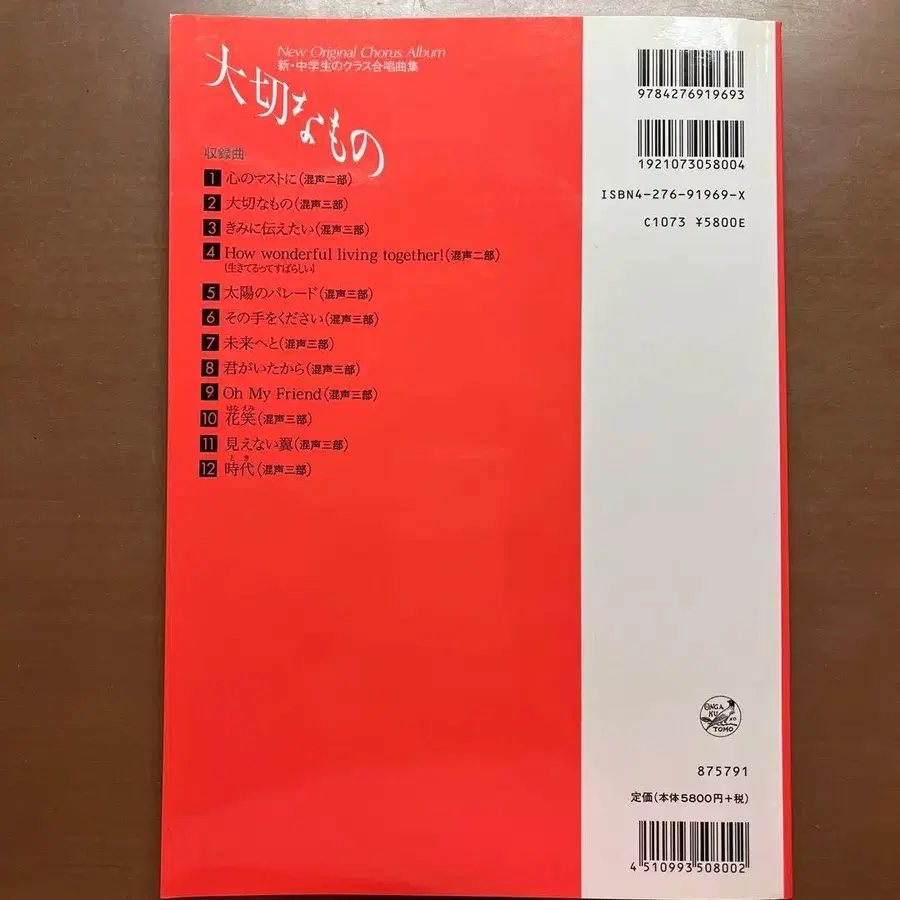 New Original Chorus Album
新・中学生のクラス合唱曲集
大切なもの
収録曲
1 心のマストに(混声二部)
2 大切なもの(混声三部)
3 きみに伝えたい(混声三部)
4 How wonderful living together!(混声二部)
(生きてるってすばらしい)
5 太陽のパレード(混声三部)
6 その手をください(混声三部)
7 未来へと(混声三部)
8 君がいたから(混声三部)
9 Oh My Friend(混声三部)
はな えみ
10 花笑(混声三部)
11 見えない翼(混声三部)
と き
12 時代(混声三部)
9784276919693
1921073058004
ISBN4-276-91969-X
C1073 ¥5800E
ONGAKU NO TOMO
875791
定価(本体5800円+税)
4510993508002